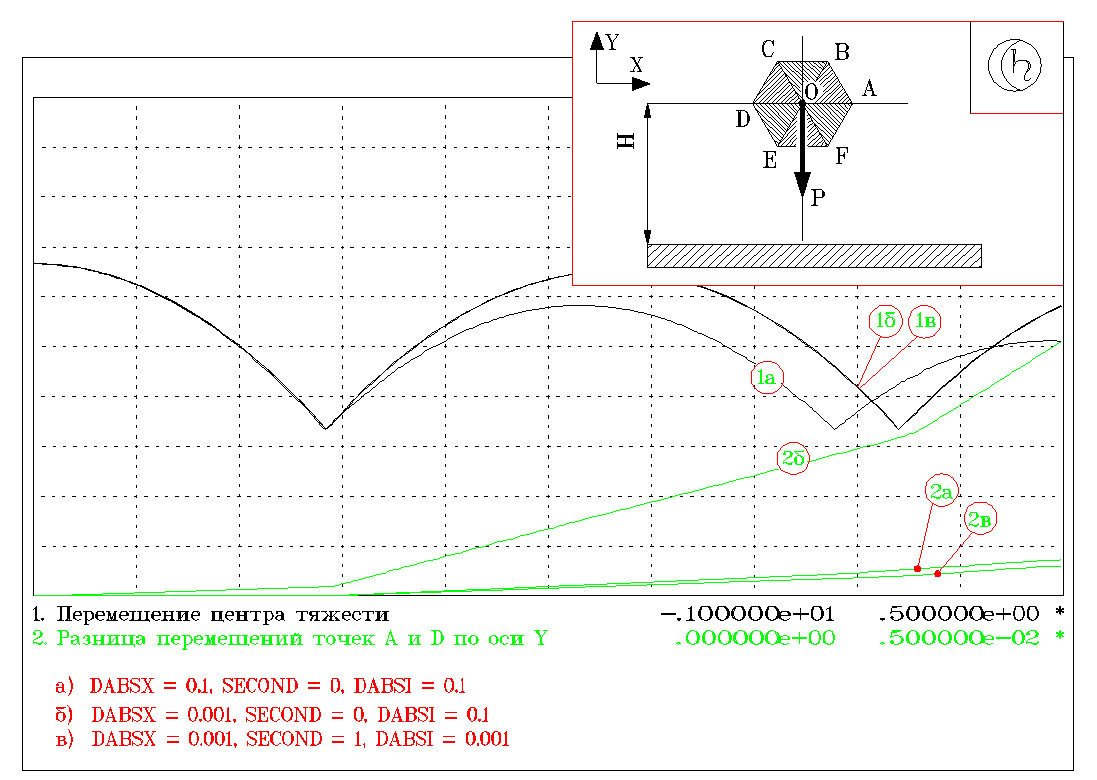 Y
X
C
B
O
A
D
H
E
F
P
1б
1в
1а
2б
2а
2в
1. Перемещение центра тяжести -.100000e+01 .500000e+00 *
2. Разница перемещений точек A и D по оси Y .000000e+00 .500000e-02 *
а) DABSX = 0.1, SECOND = 0, DABSI = 0.1
б) DABSX = 0.001, SECOND = 0, DABSI = 0.1
в) DABSX = 0.001, SECOND = 1, DABSI = 0.001